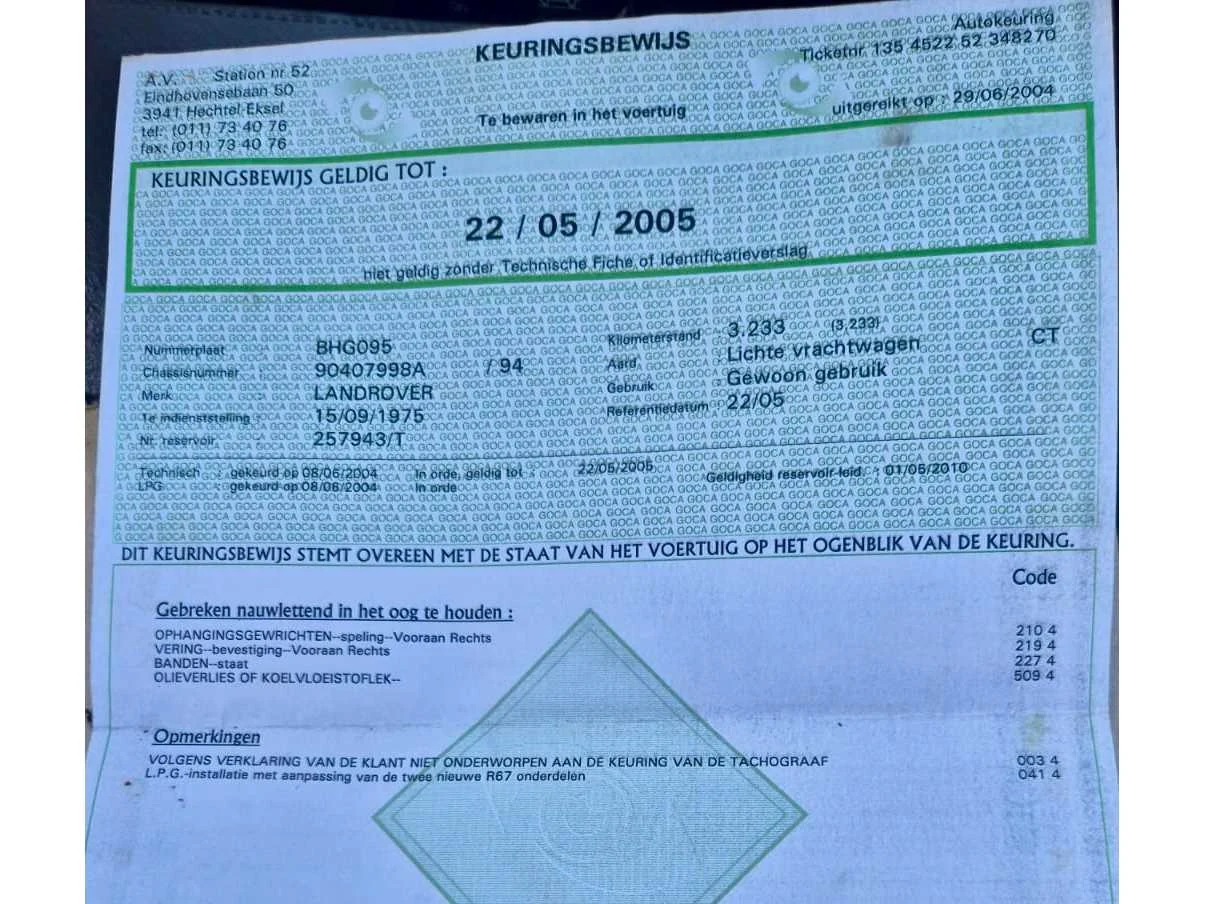 KEURINGSBEWIJS
Autokeuring
Ticketnr. 135 4522 52 348270
A.V. Station nr 52
Eindhovensebaan 50
3941 Hechtel-Eksel
tel: (011) 73 40 76
fax: (011) 73 40 76
Te bewaren in het voertuig
uitgereikt op : 29/06/2004
KEURINGSBEWIJS GELDIG TOT :
22 / 05 / 2005
niet geldig zonder Technische Fiche of Identificatieverslag
Nummerplaat BHG095 Kilometerstand 3.233 (3.233) CT
Chassisnummer 90407998A / 94 Aard Lichte vrachtwagen
Merk : LANDROVER Gebruik Gewoon gebruik
Te indienststelling : 15/09/1975 Referentiedatum 22/05
Nr. reservoir 257943/T
Technisch : gekeurd op 08/06/2004 In orde, geldig tot : 22/05/2005 Geldigheid reservoir-leid. : 01/05/2010
LPG : gekeurd op 08/06/2004 In orde
DIT KEURINGSBEWIJS STEMT OVEREEN MET DE STAAT VAN HET VOERTUIG OP HET OGENBLIK VAN DE KEURING.
Code
Gebreken nauwlettend in het oog te houden :
OPHANGINGSGEWRICHTEN--speling--Vooraan Rechts 210 4
VERING--bevestiging--Vooraan Rechts 219 4
BANDEN--staat 227 4
OLIEVERLIES OF KOELVLOEISTOFLEK-- 509 4
Opmerkingen
VOLGENS VERKLARING VAN DE KLANT NIET ONDERWORPEN AAN DE KEURING VAN DE TACHOGRAAF 003 4
L.P.G.-installatie met aanpassing van de twee nieuwe R67 onderdelen 041 4